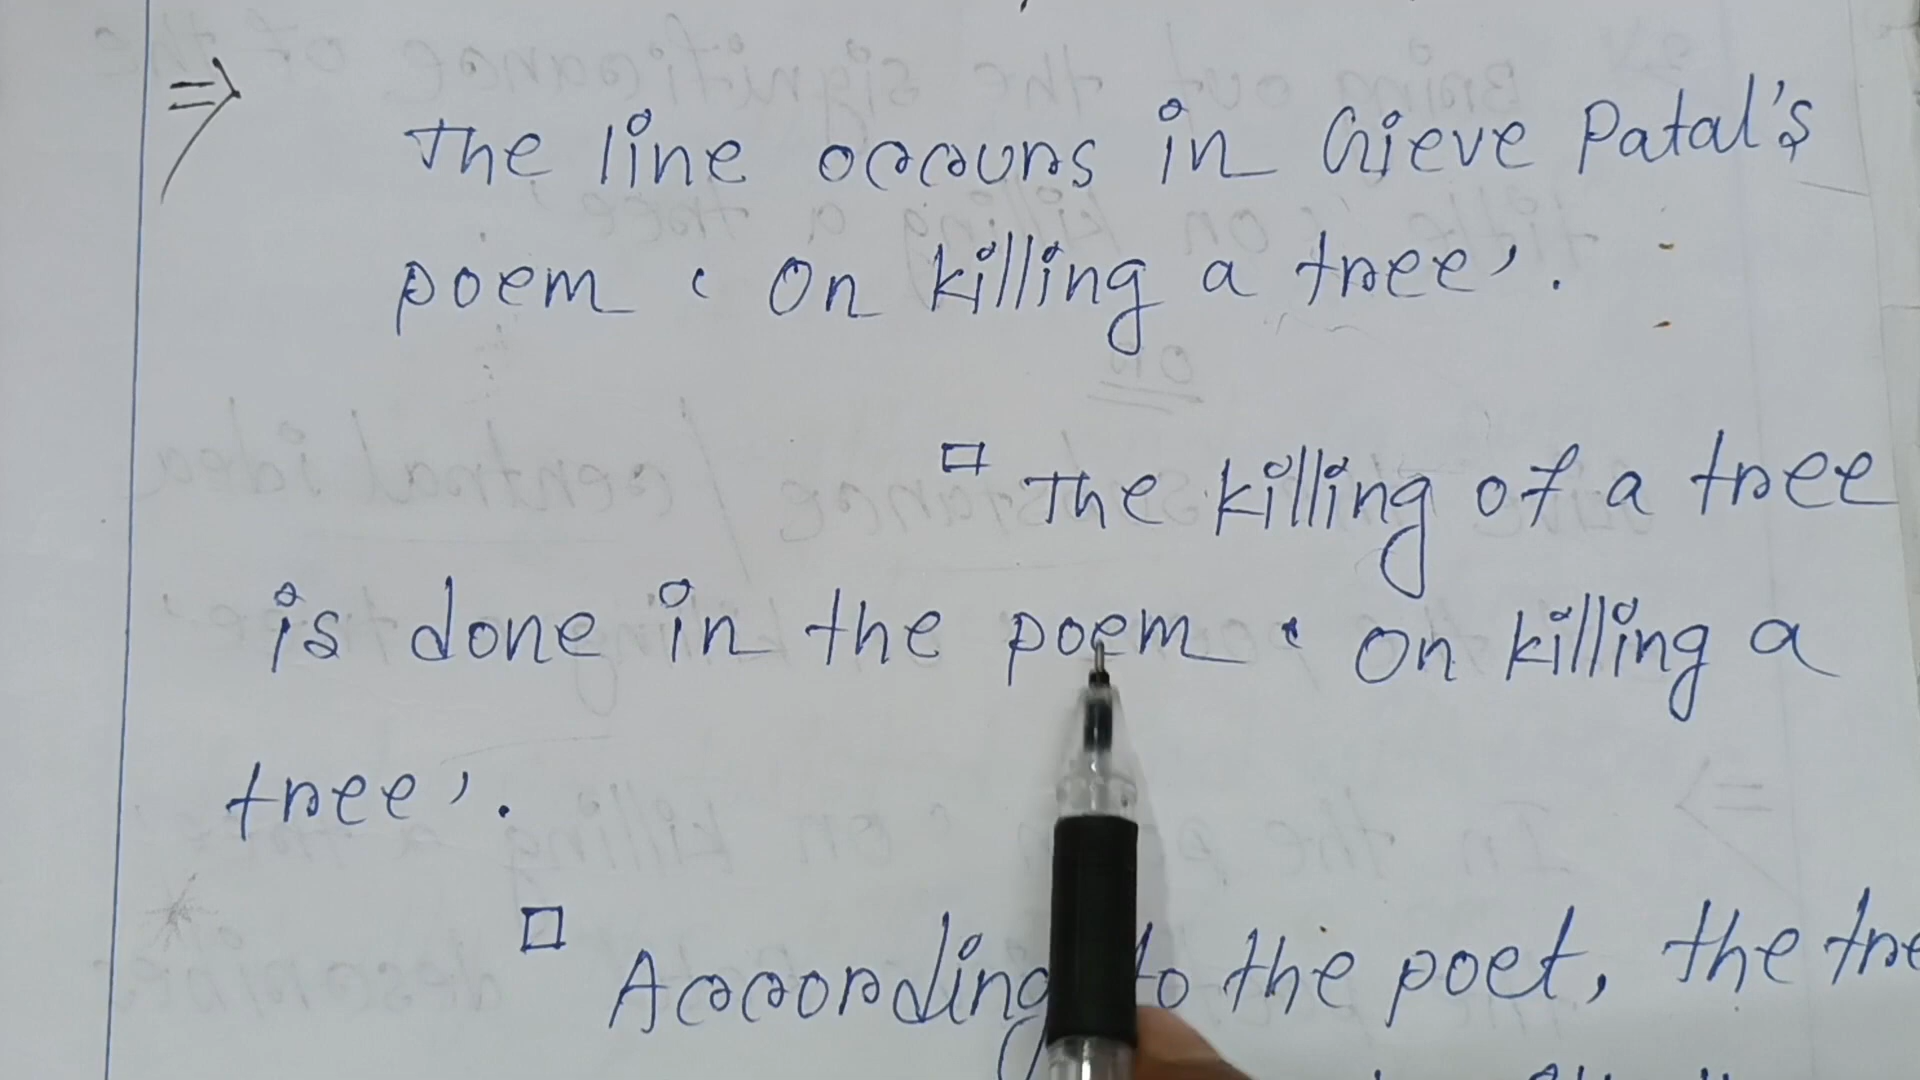 ⇒ The line occurs in Gieve Patal's
poem ‘ On killing a tree’.
□ The killing of a tree
is done in the poem ‘ On killing a
tree’.
□ According to the poet, the tre